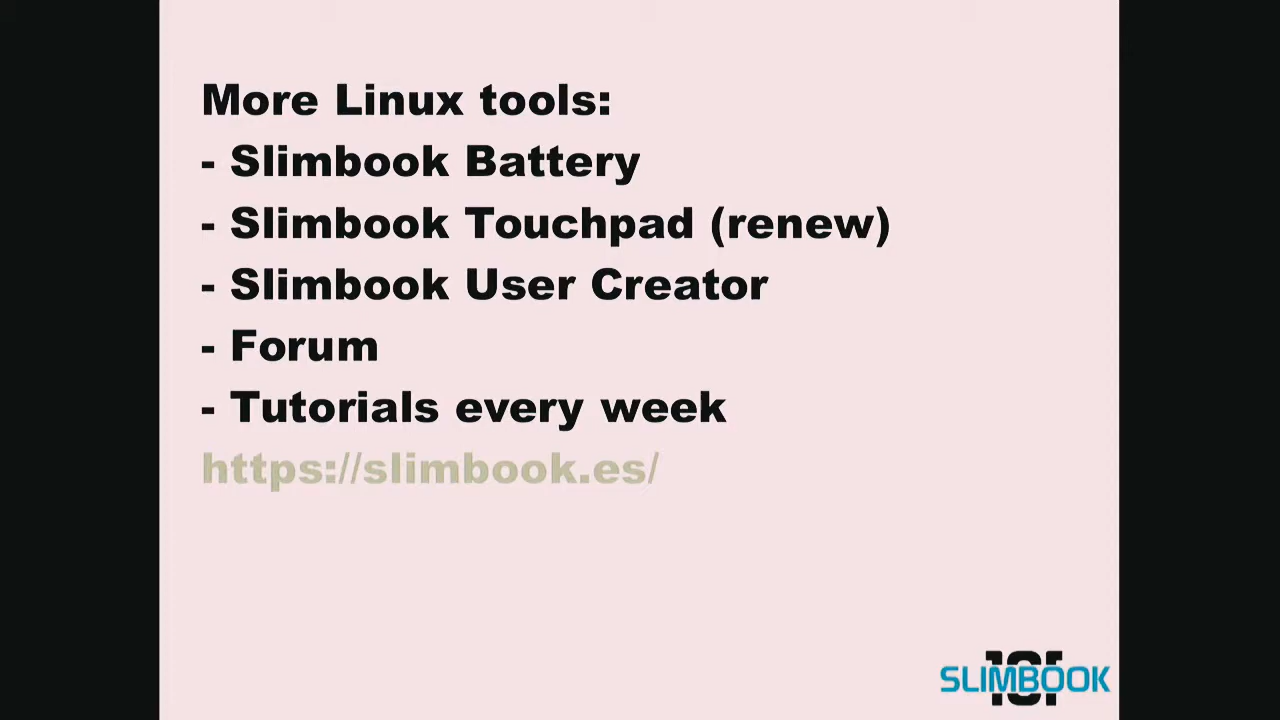 More Linux tools:
- Slimbook Battery
- Slimbook Touchpad (renew)
- Slimbook User Creator
- Forum
- Tutorials every week
https://slimbook.es/
SLIMBOOK